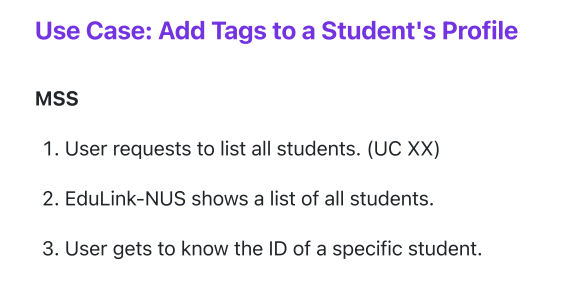 Use Case: Add Tags to a Student's Profile
MSS
1. User requests to list all students. (UC XX)
2. EduLink-NUS shows a list of all students.
3. User gets to know the ID of a specific student.